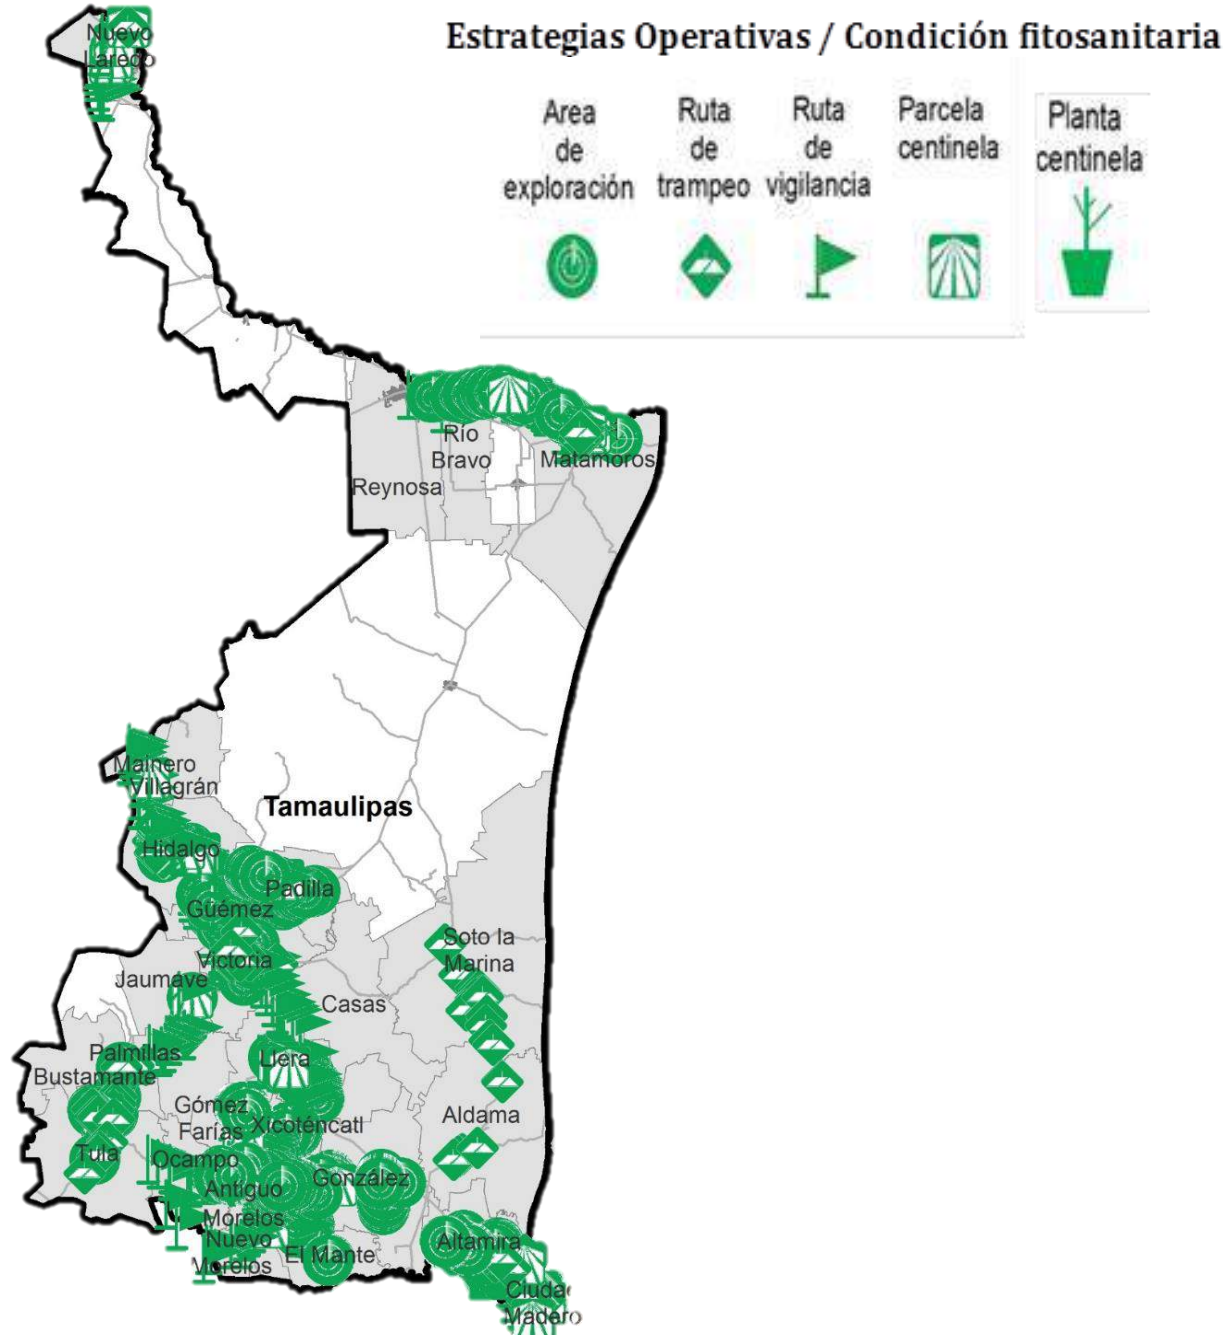 Estrategias Operativas / Condición fitosanitaria
Area
de
exploración
Ruta
de
trampeo
Ruta
de
vigilancia
Parcela
centinela
Planta
centinela
Nuevo
Laredo
Río
Bravo
Matamoros
Reynosa
Mainero
Villagrán
Tamaulipas
Hidalgo
Padilla
Güémez
Victoria
Soto la
Marina
Jaumave
Casas
Palmillas
Bustamante
Llera
Gómez
Farías
Xicoténcatl
Aldama
Tula
Ocampo
González
Antiguo
Morelos
Nuevo
Morelos
El Mante
Altamira
Ciudad
Madero